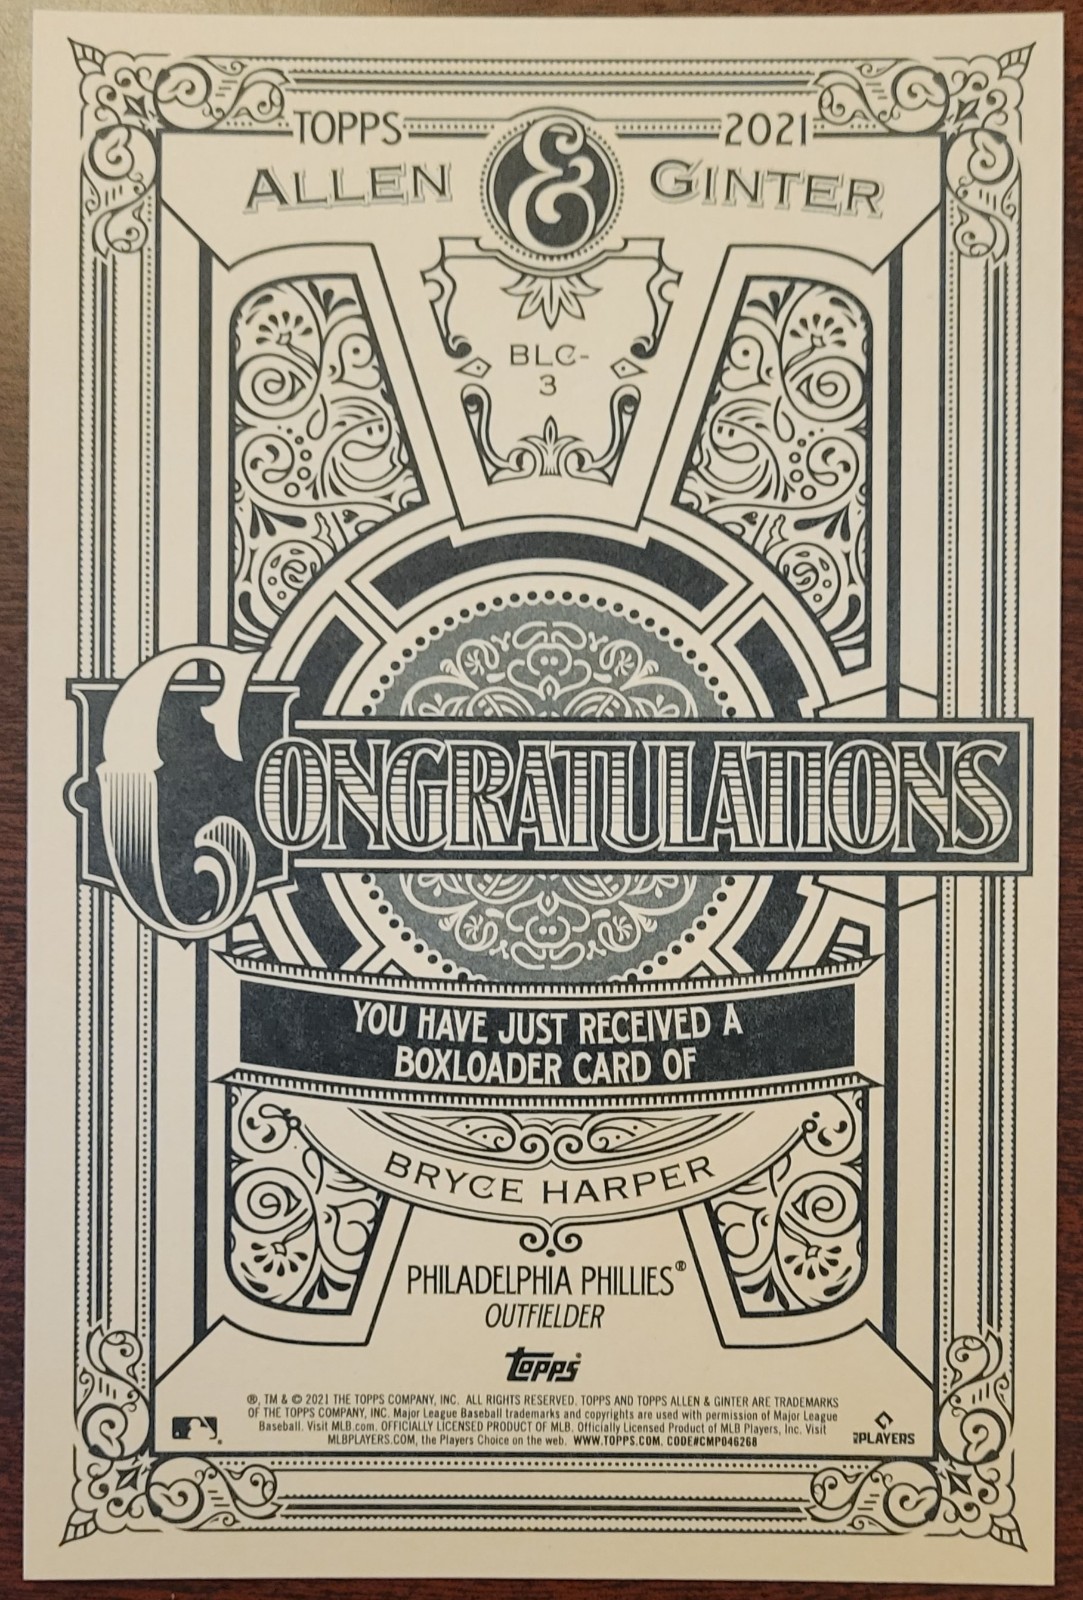 TOPPS & 2021
ALLEN GINTER
BLC-
3
CONGRATULATIONS
YOU HAVE JUST RECEIVED A
BOXLOADER CARD OF
BRYCE HARPER
PHILADELPHIA PHILLIES®
OUTFIELDER
topps®
®, TM & © 2021 THE TOPPS COMPANY, INC. ALL RIGHTS RESERVED. TOPPS AND TOPPS ALLEN & GINTER ARE TRADEMARKS
OF THE TOPPS COMPANY, INC. Major League Baseball trademarks and copyrights are used with permission of Major League
Baseball. Visit MLB.com. OFFICIALLY LICENSED PRODUCT OF MLB. Officially Licensed Product of MLB Players, Inc. Visit
MLBPLAYERS.COM, the Players Choice on the web. WWW.TOPPS.COM. CODE#CMP046268
PLAYERS